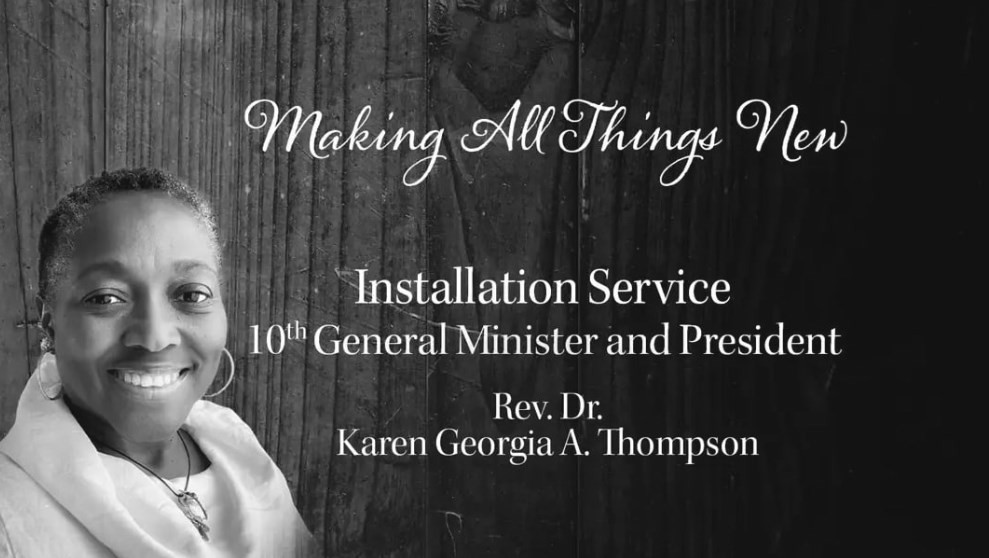 Making All Things New
Installation Service
10th General Minister and President
Rev. Dr.
Karen Georgia A. Thompson